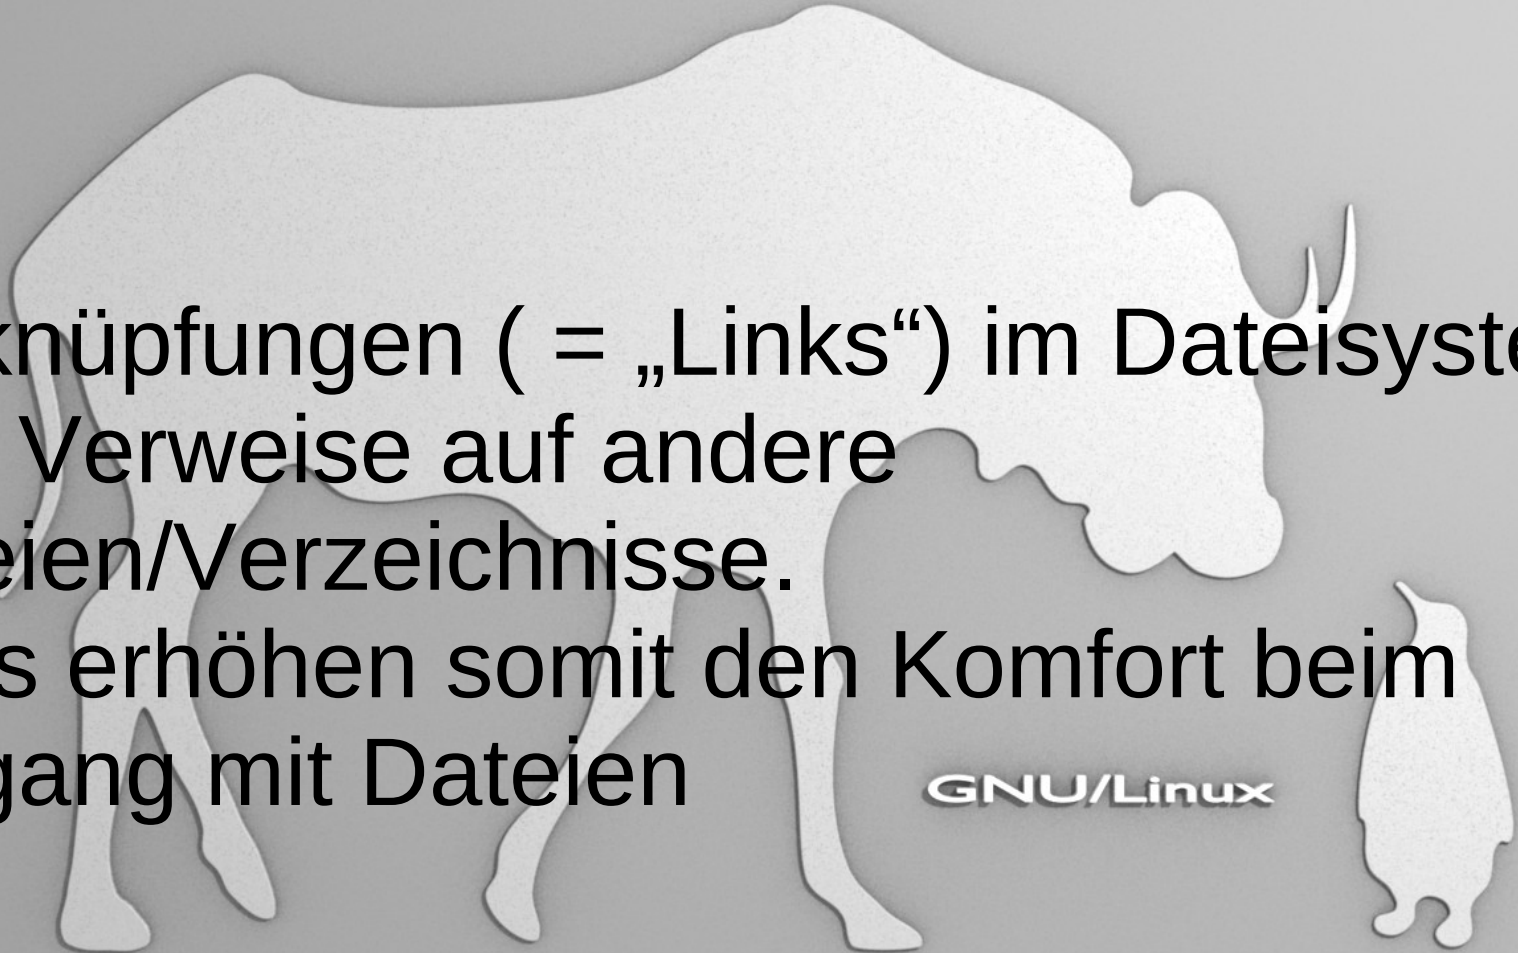 knüpfungen ( = „Links“) im Dateisyste
Verweise auf andere
eien/Verzeichnisse.
s erhöhen somit den Komfort beim
gang mit Dateien
GNU/Linux